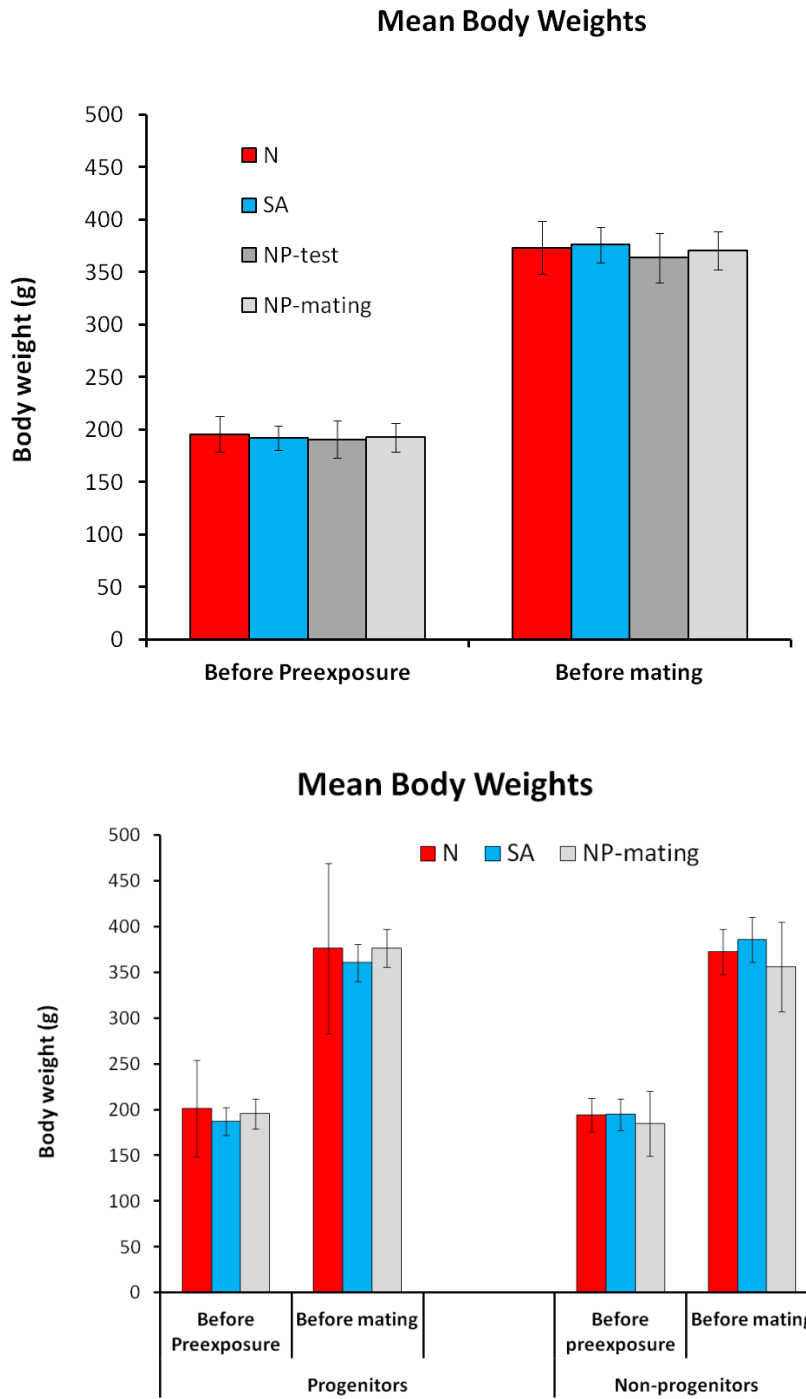 Mean Body Weights
500
450
400
350
300
250
200
150
100
50
0
Body weight (g)
N
SA
NP-test
NP-mating
Before Preexposure
Before mating
Mean Body Weights
500
450
400
350
300
250
200
150
100
50
0
Body weight (g)
N SA NP-mating
Before
Preexposure
Before mating
Before
preexposure
Before mating
Progenitors
Non-progenitors